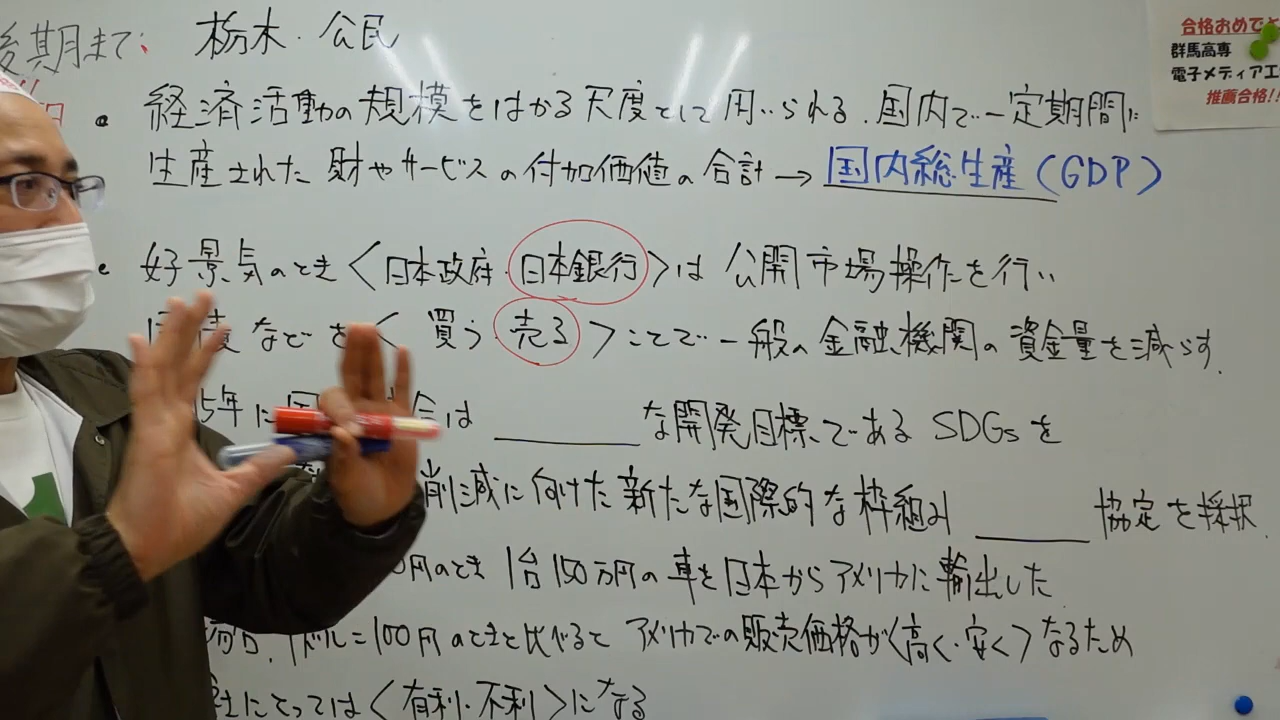 後期まで、 栃木・公民
合格おめでと
群馬高専
電子メディア工
推薦合格!!
経済活動の規模をはかる尺度として用いられる、国内で一定期間に
生産された財やサービスの付加価値の合計→国内総生産(GDP)
好景気のとき〈日本政府・日本銀行〉は 公開市場操作を行い
などを〈 買う・売る 〉ことで一般の金融機関の資金量を減らす。
5年に国 は な開発目標である SDGsを
削減に向けた新たな国際的な枠組み 協定を採択
0円のとき 1台150万円の車を日本からアメリカに輸出した
場合、1ドル=100円のときと比べると アメリカでの販売価格が〈高く・安く〉なるため
にとっては〈有利・不利〉になる